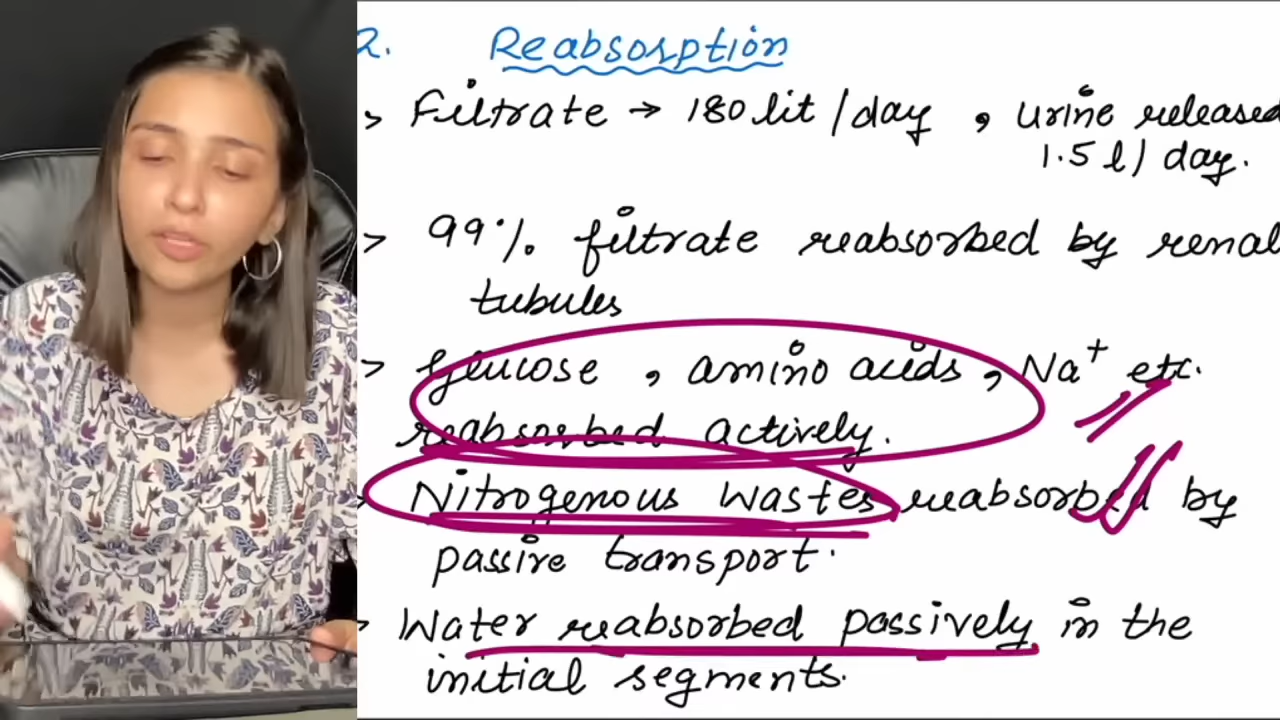 2. Reabsorption
> Filtrate → 180 lit / day , urine released
1.5 l / day.
> 99% filtrate reabsorbed by renal
tubules
> Glucose , amino acids , Na+ etc.
reabsorbed actively.
> Nitrogenous wastes reabsorbed by
passive transport.
> Water reabsorbed passively in the
initial segments.